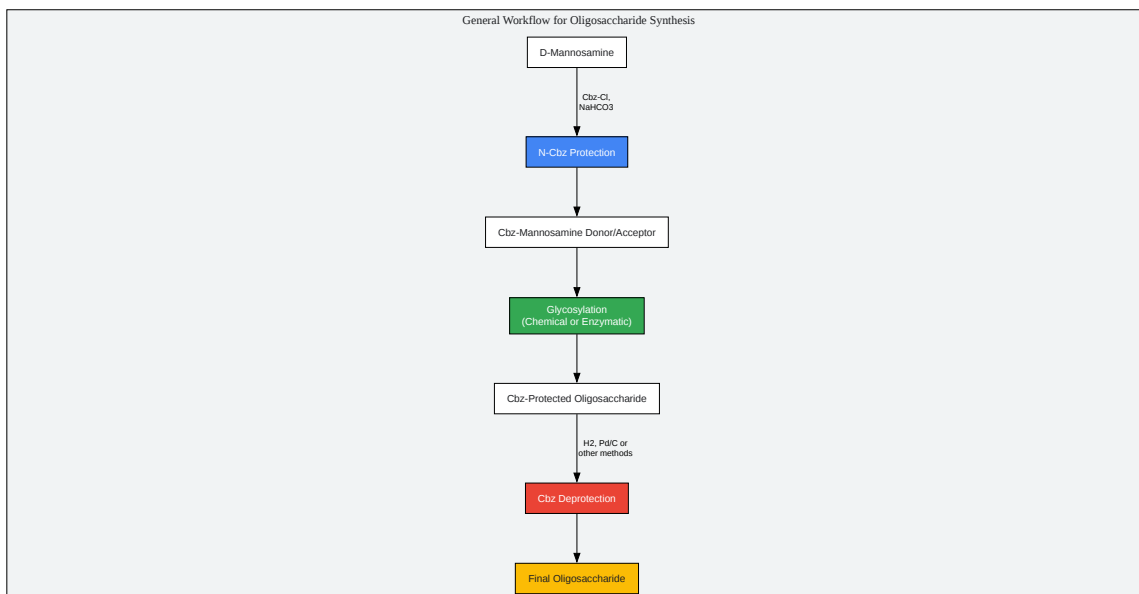 General Workflow for Oligosaccharide Synthesis
D-Mannosamine
Cbz-Cl,
NaHCO3
N-Cbz Protection
Cbz-Mannosamine Donor/Acceptor
Glycosylation
(Chemical or Enzymatic)
Cbz-Protected Oligosaccharide
H2, Pd/C or
other methods
Cbz Deprotection
Final Oligosaccharide